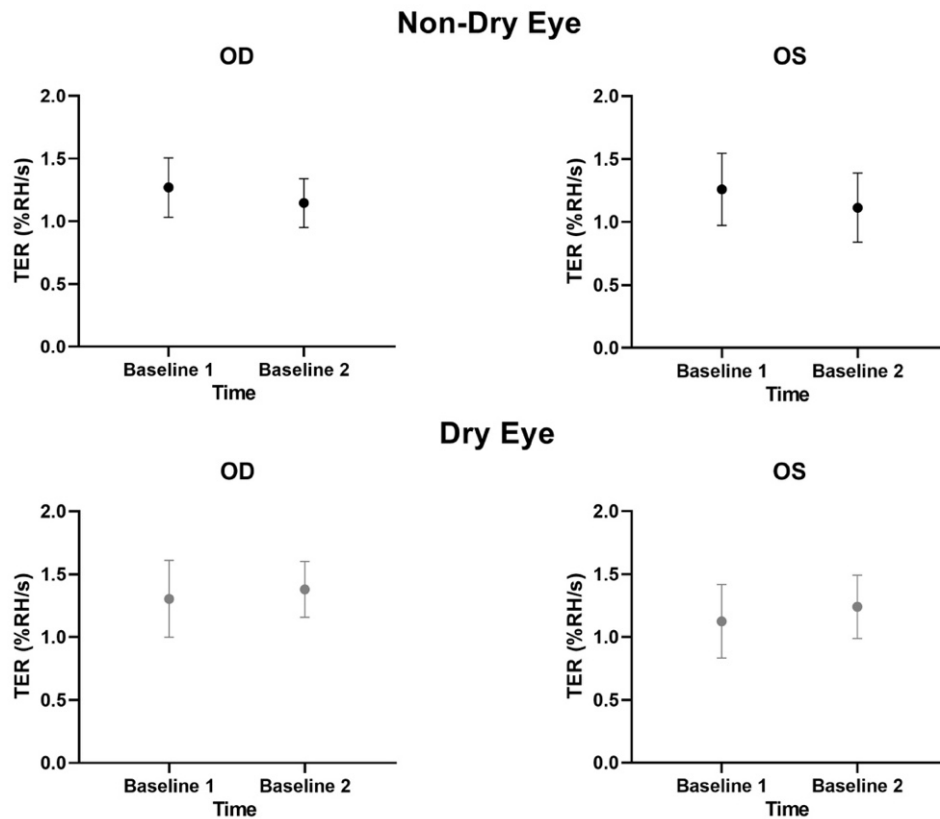 Non-Dry Eye
OD
OS
TER (%RH/s)
2.0
1.5
1.0
0.5
0.0
Baseline 1 Baseline 2
Time
TER (%RH/s)
2.0
1.5
1.0
0.5
0.0
Baseline 1 Baseline 2
Time
Dry Eye
OD
OS
TER (%RH/s)
2.0
1.5
1.0
0.5
0.0
Baseline 1 Baseline 2
Time
TER (%RH/s)
2.0
1.5
1.0
0.5
0.0
Baseline 1 Baseline 2
Time